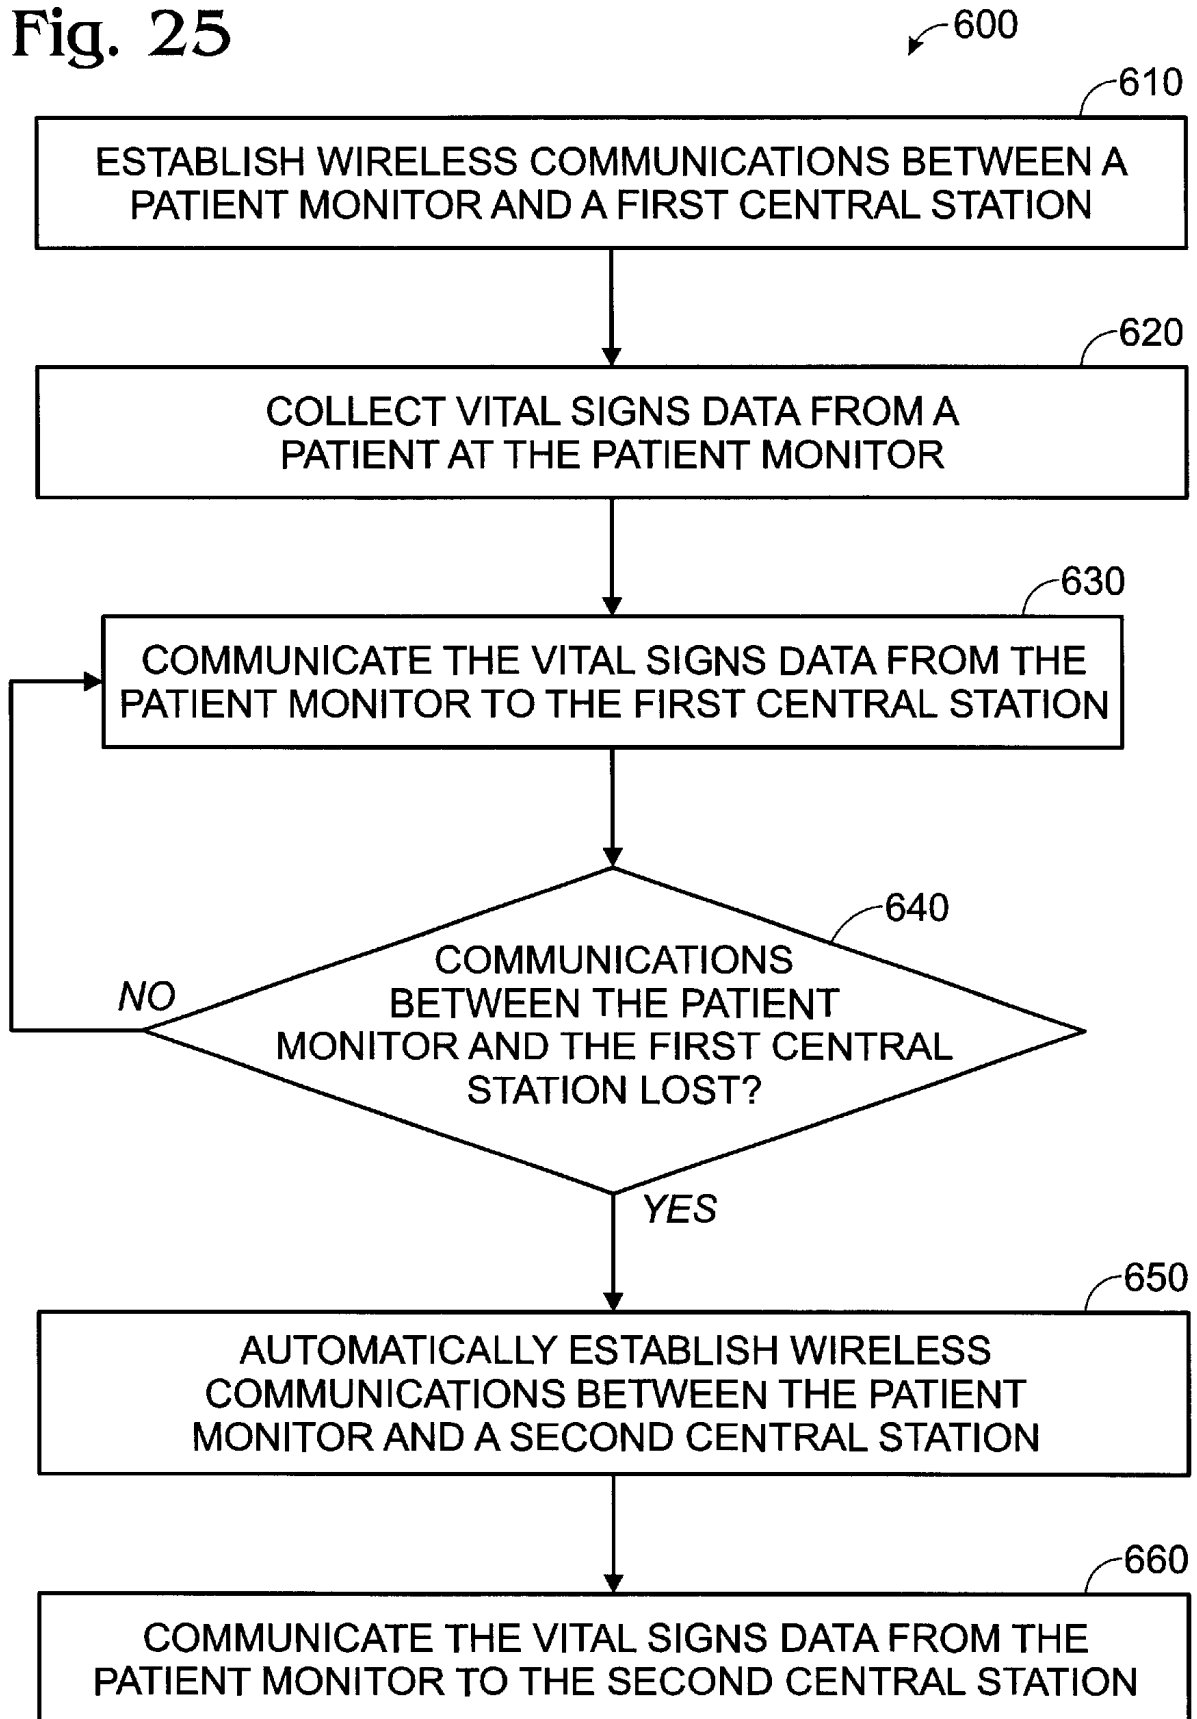 Fig. 25
600
610
ESTABLISH WIRELESS COMMUNICATIONS BETWEEN A
PATIENT MONITOR AND A FIRST CENTRAL STATION
620
COLLECT VITAL SIGNS DATA FROM A
PATIENT AT THE PATIENT MONITOR
630
COMMUNICATE THE VITAL SIGNS DATA FROM THE
PATIENT MONITOR TO THE FIRST CENTRAL STATION
640
COMMUNICATIONS
BETWEEN THE PATIENT
MONITOR AND THE FIRST CENTRAL
STATION LOST?
NO
YES
650
AUTOMATICALLY ESTABLISH WIRELESS
COMMUNICATIONS BETWEEN THE PATIENT
MONITOR AND A SECOND CENTRAL STATION
660
COMMUNICATE THE VITAL SIGNS DATA FROM THE
PATIENT MONITOR TO THE SECOND CENTRAL STATION